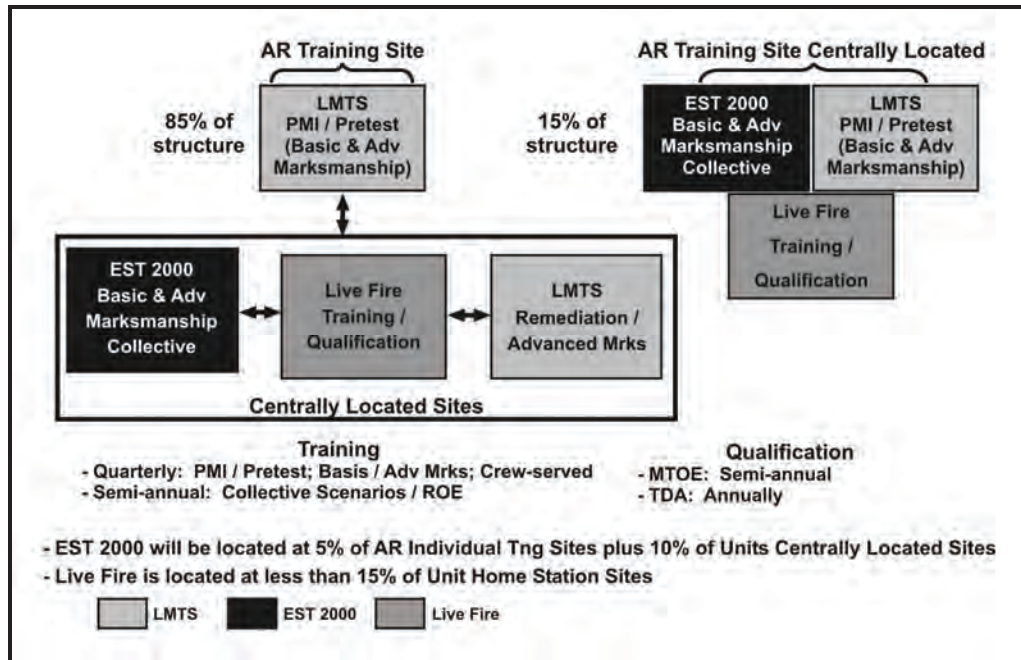 AR Training Site
85% of
structure
LMTS
PMI / Pretest
(Basic & Adv
Marksmanship)
AR Training Site Centrally Located
15% of
structure
EST 2000
Basic & Adv
Marksmanship
Collective
LMTS
PMI / Pretest
(Basic & Adv
Marksmanship)
Live Fire
Training /
Qualification
EST 2000
Basic & Adv
Marksmanship
Collective
Live Fire
Training /
Qualification
LMTS
Remediation /
Advanced Mrks
Centrally Located Sites
Training
- Quarterly: PMI / Pretest; Basis / Adv Mrks; Crew-served
- Semi-annual: Collective Scenarios / ROE
Qualification
- MTOE: Semi-annual
- TDA: Annually
- EST 2000 will be located at 5% of AR Individual Tng Sites plus 10% of Units Centrally Located Sites
- Live Fire is located at less than 15% of Unit Home Station Sites
LMTS
EST 2000
Live Fire